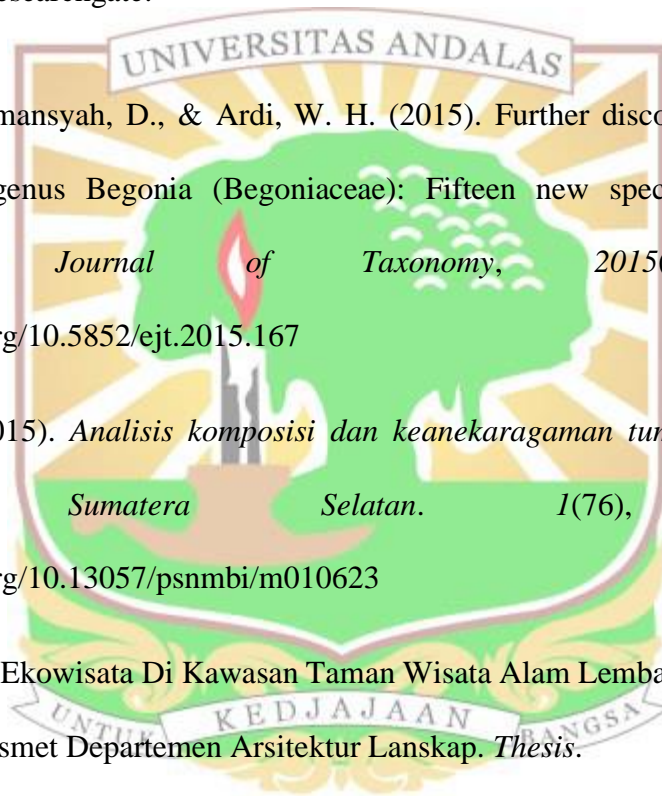 UNIVERSITAS ANDALAS
mansyah, D., & Ardi, W. H. (2015). Further disco
genus Begonia (Begoniaceae): Fifteen new spec
Journal of Taxonomy, 2015
rg/10.5852/ejt.2015.167
015). Analisis komposisi dan keanekaragaman tun
Sumatera Selatan. 1(76),
rg/10.13057/psnmbi/m010623
Ekowisata Di Kawasan Taman Wisata Alam Lemba
smet Departemen Arsitektur Lanskap. Thesis.
UNTUK KEDJAJAAN BANGSA